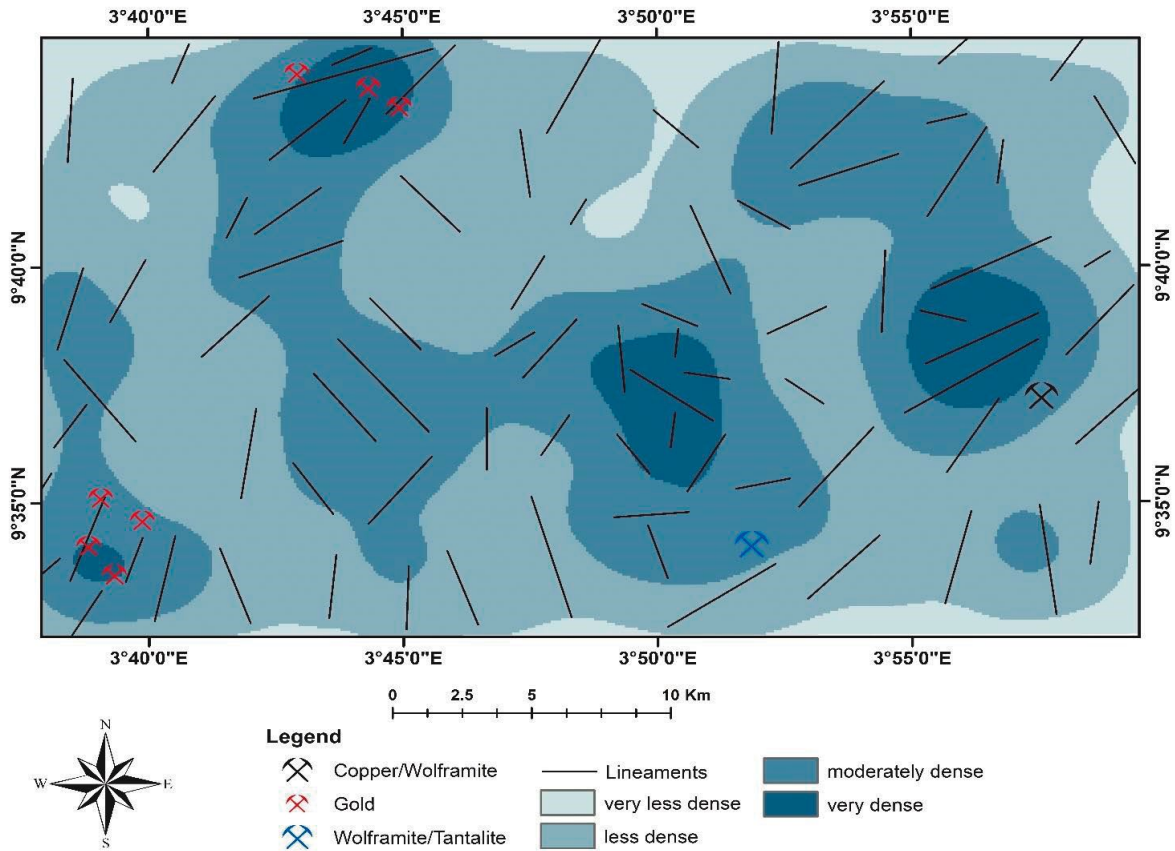 3°40'0"E 3°45'0"E 3°50'0"E 3°55'0"E
9°40'0"N 9°40'0"N
9°35'0"N 9°35'0"N
3°40'0"E 3°45'0"E 3°50'0"E 3°55'0"E
0 2.5 5 10 Km
N
W E
S
Legend
Copper/Wolframite Lineaments moderately dense
Gold very less dense very dense
Wolframite/Tantalite less dense